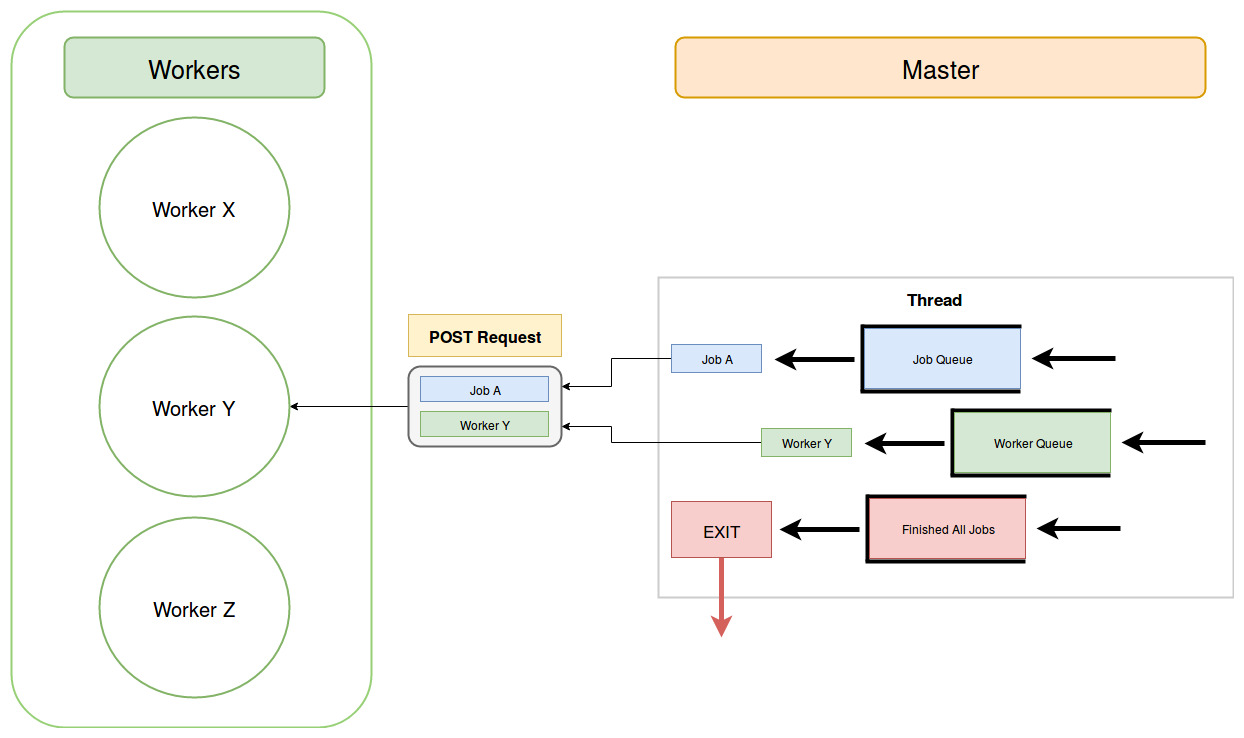 Workers
Master
Worker X
Thread
POST Request
Job A
Job Queue
Job A
Worker Y
Worker Y
Worker Y
Worker Queue
EXIT
Finished All Jobs
Worker Z